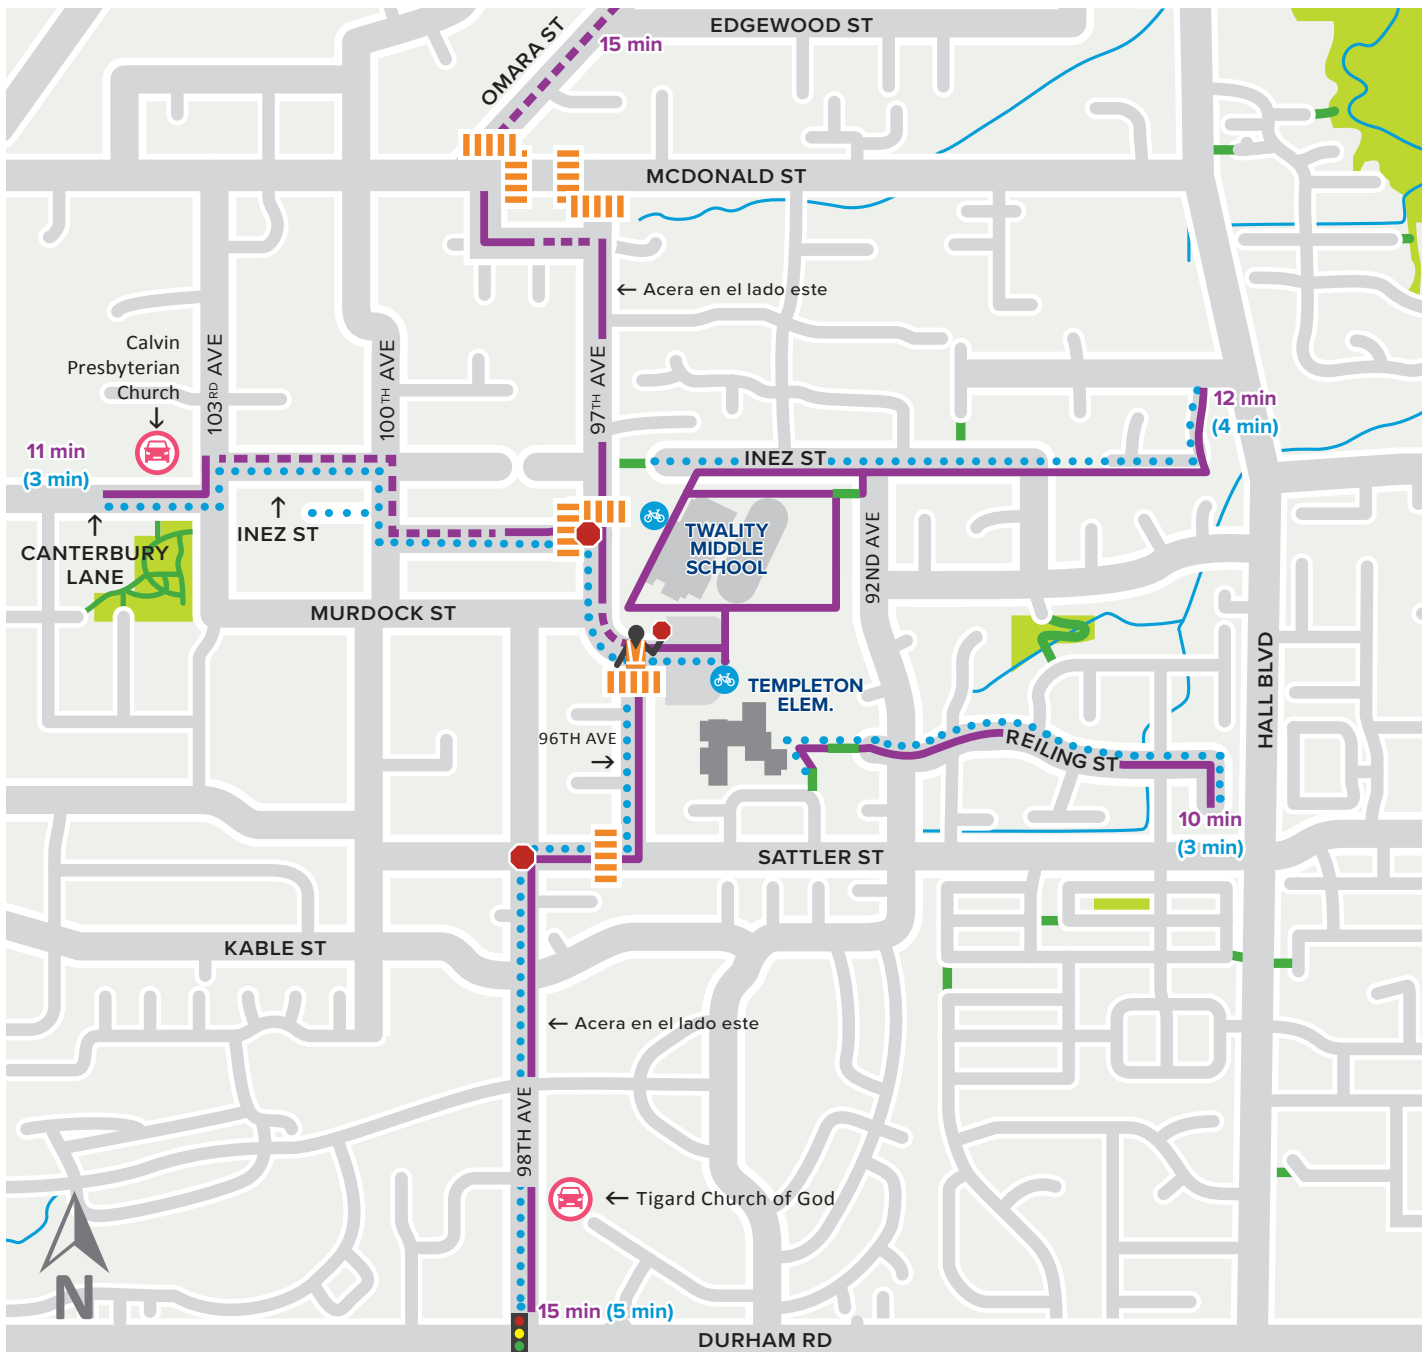 EDGEWOOD ST
OMARA ST
15 min
MCDONALD ST
← Acera en el lado este
Calvin
Presbyterian
Church
103RD AVE
100TH AVE
97TH AVE
12 min
(4 min)
11 min
(3 min)
INEZ ST
INEZ ST
CANTERBURY
LANE
TWALITY
MIDDLE
SCHOOL
92ND AVE
MURDOCK ST
HALL BLVD
TEMPLETON
ELEM.
96TH AVE
REILING ST
10 min
(3 min)
SATTLER ST
KABLE ST
← Acera en el lado este
98TH AVE
← Tigard Church of God
N
15 min (5 min)
DURHAM RD